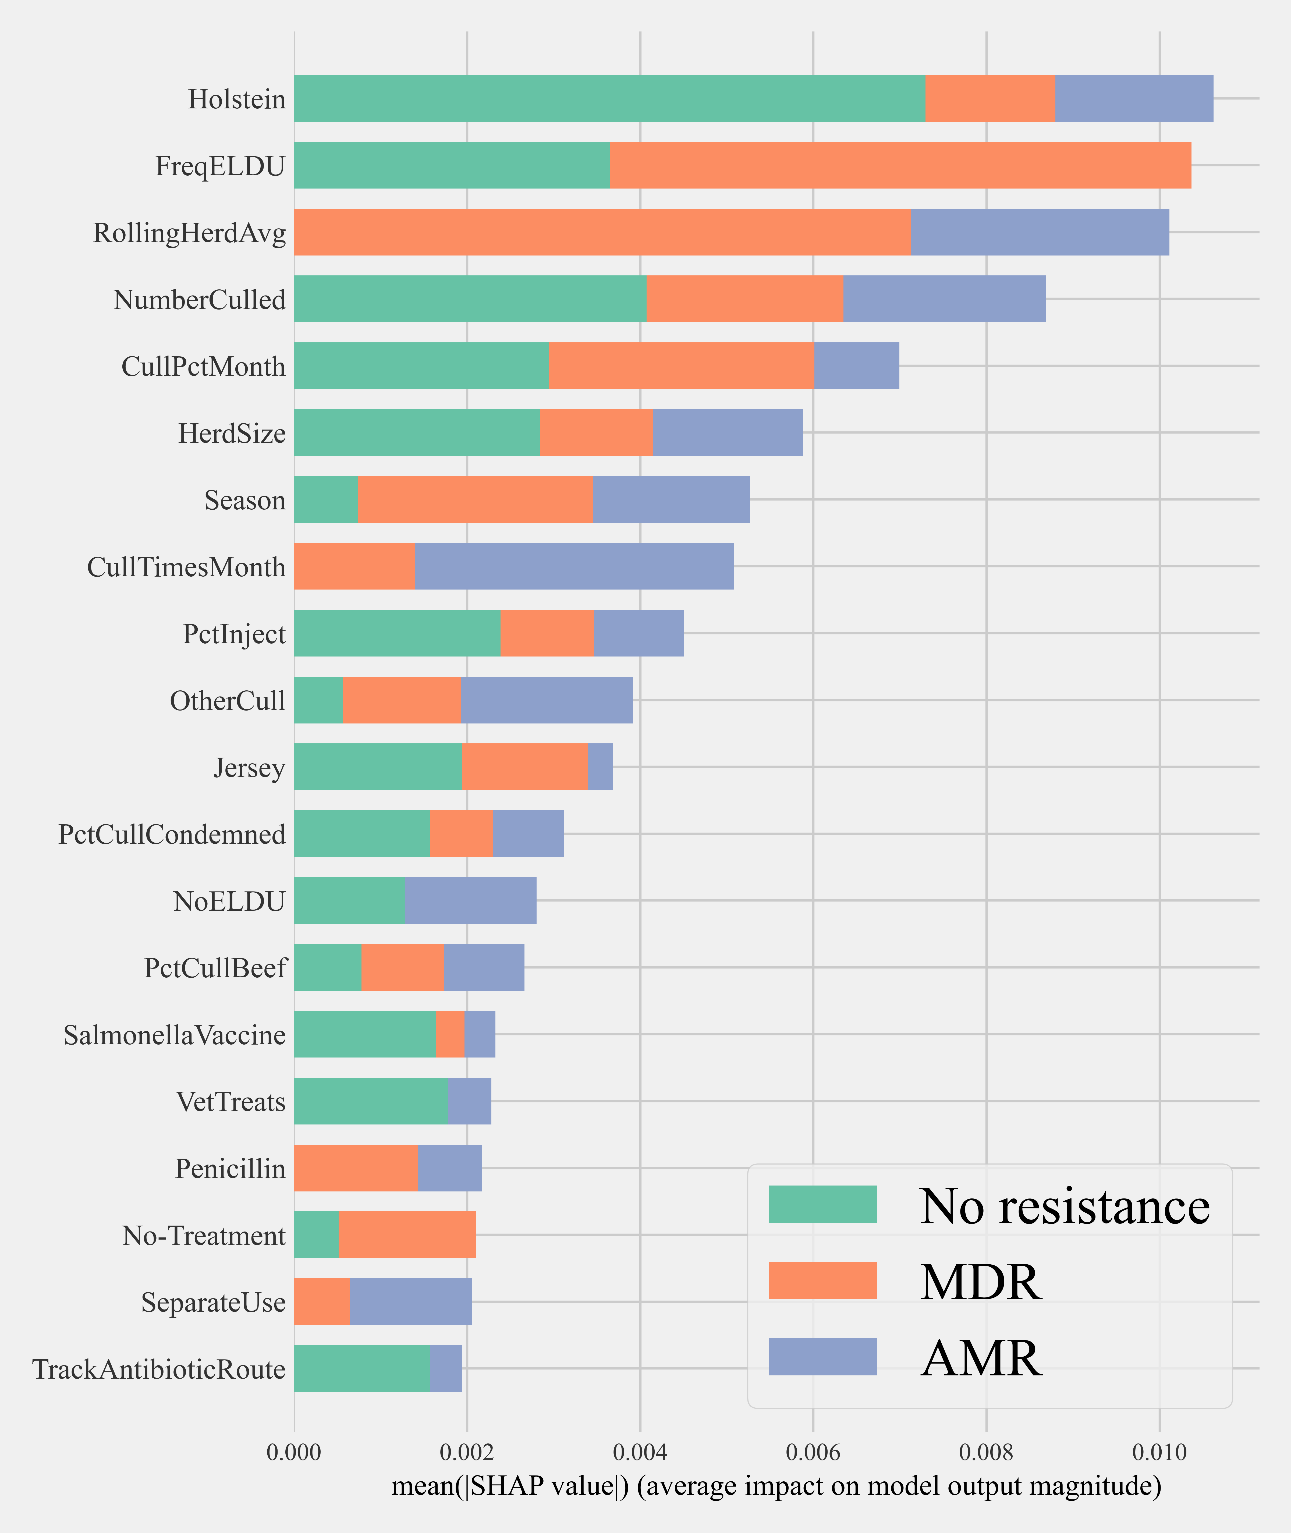 Holstein
FreqELDU
RollingHerdAvg
NumberCulled
CullPctMonth
HerdSize
Season
CullTimesMonth
PctInject
OtherCull
Jersey
PctCullCondemned
NoELDU
PctCullBeef
SalmonellaVaccine
VetTreats
Penicillin
No-Treatment
SeparateUse
TrackAntibioticRoute
No resistance
MDR
AMR
0.000 0.002 0.004 0.006 0.008 0.010
mean(|SHAP value|) (average impact on model output magnitude)